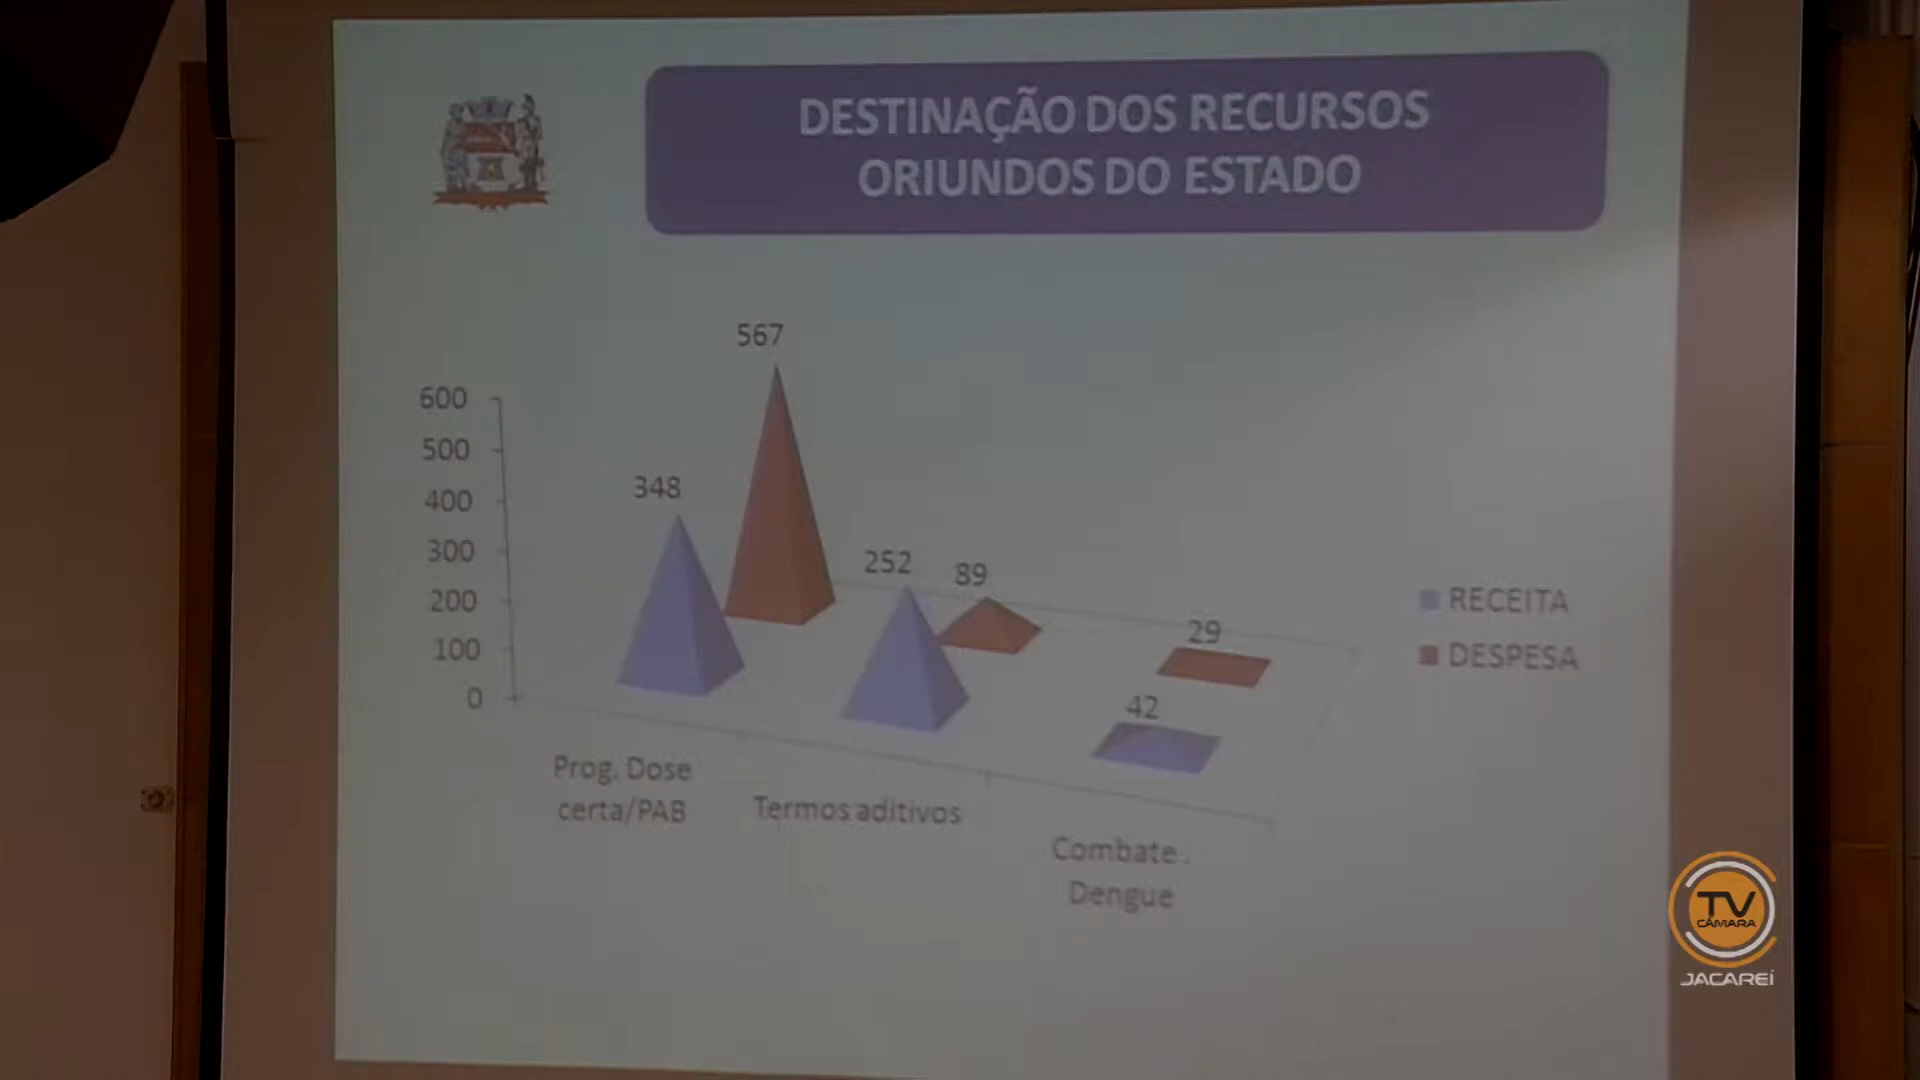 DESTINAÇÃO DOS RECURSOS
ORIUNDOS DO ESTADO
567
348
252
89
29
42
600
500
400
300
200
100
0
Prog. Dose
certa/PAB
Termos aditivos
Combate .
Dengue
RECEITA
DESPESA
TV
CÂMARA
JACAREÍ